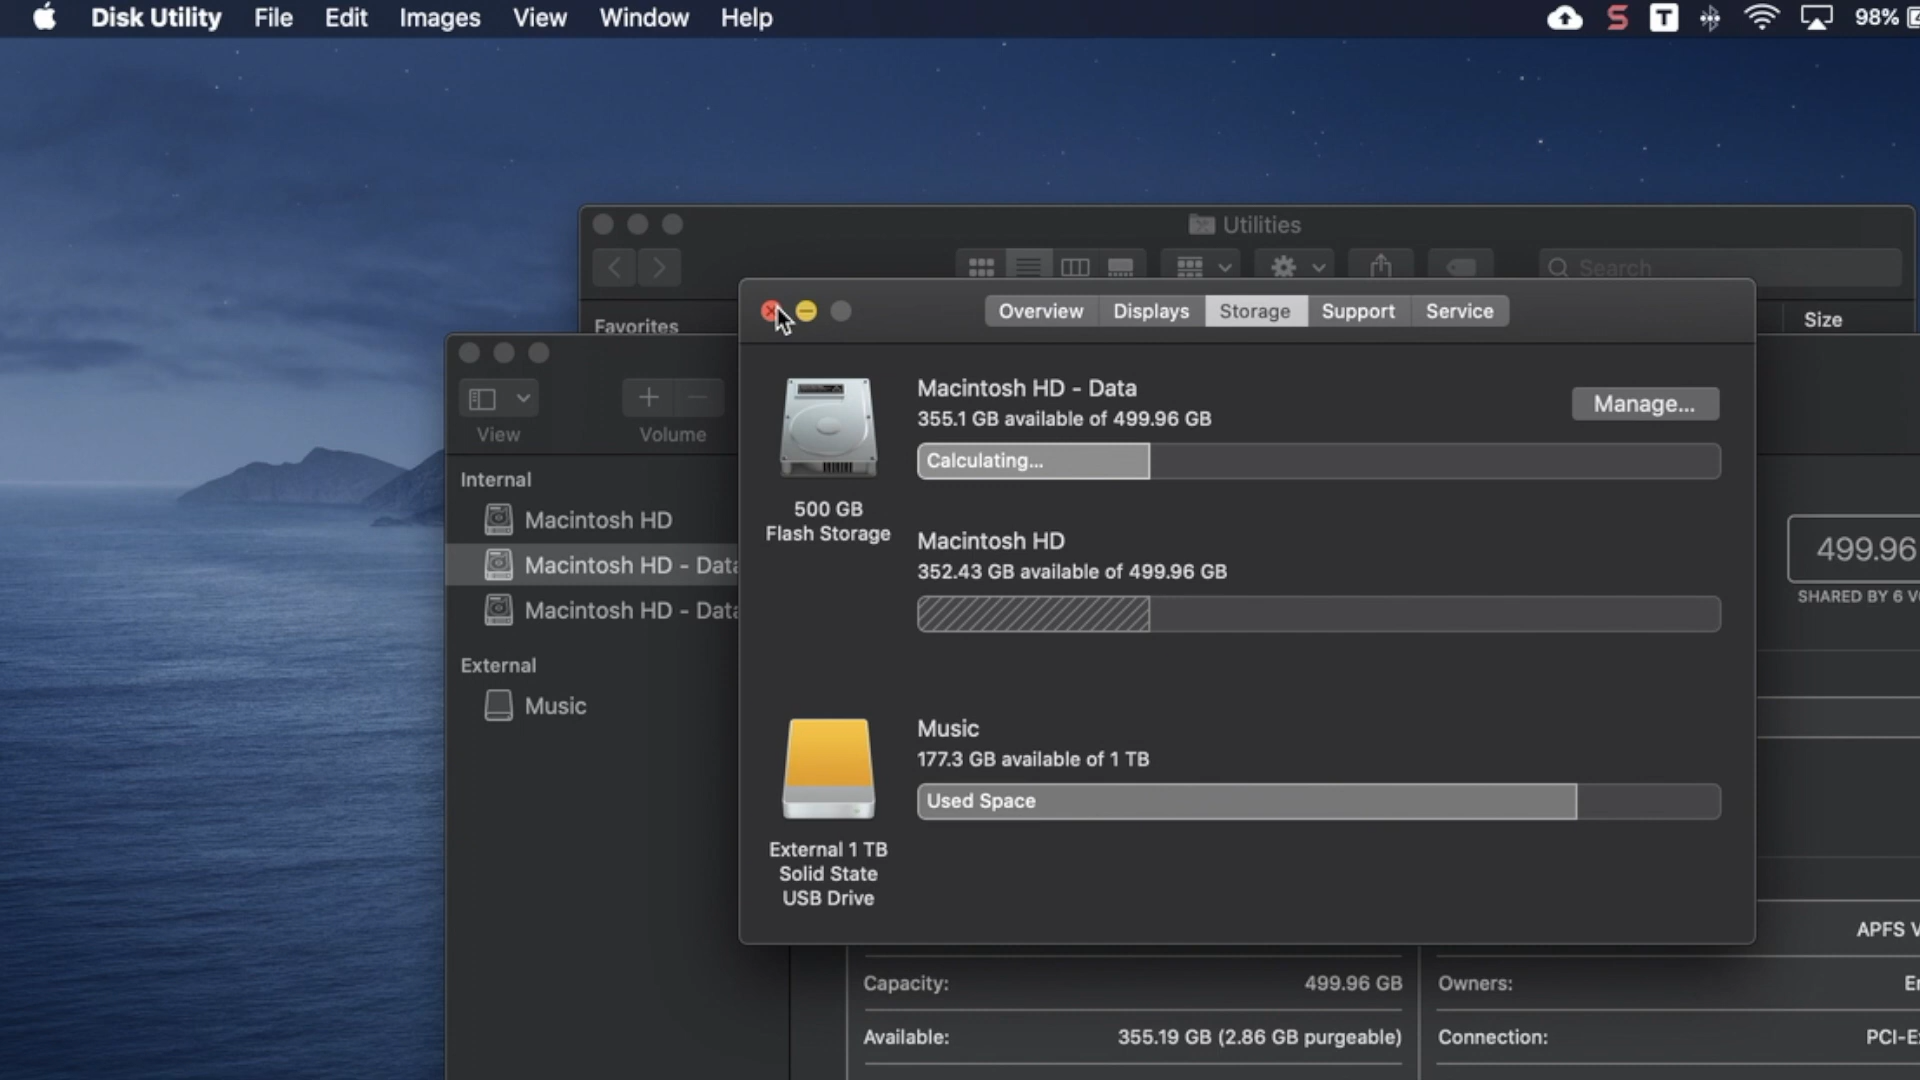 Disk Utility File Edit Images View Window Help
S T 98%
Utilities
Search
Favorites
Size
Overview Displays Storage Support Service
View
Volume
Internal
Macintosh HD
Macintosh HD - Data
Macintosh HD - Data
External
Music
Macintosh HD - Data
355.1 GB available of 499.96 GB
Manage...
Calculating...
500 GB
Flash Storage
Macintosh HD
352.43 GB available of 499.96 GB
Music
177.3 GB available of 1 TB
Used Space
External 1 TB
Solid State
USB Drive
499.96
SHARED BY 6
APFS
Capacity: 499.96 GB
Owners:
Available: 355.19 GB (2.86 GB purgeable)
Connection: